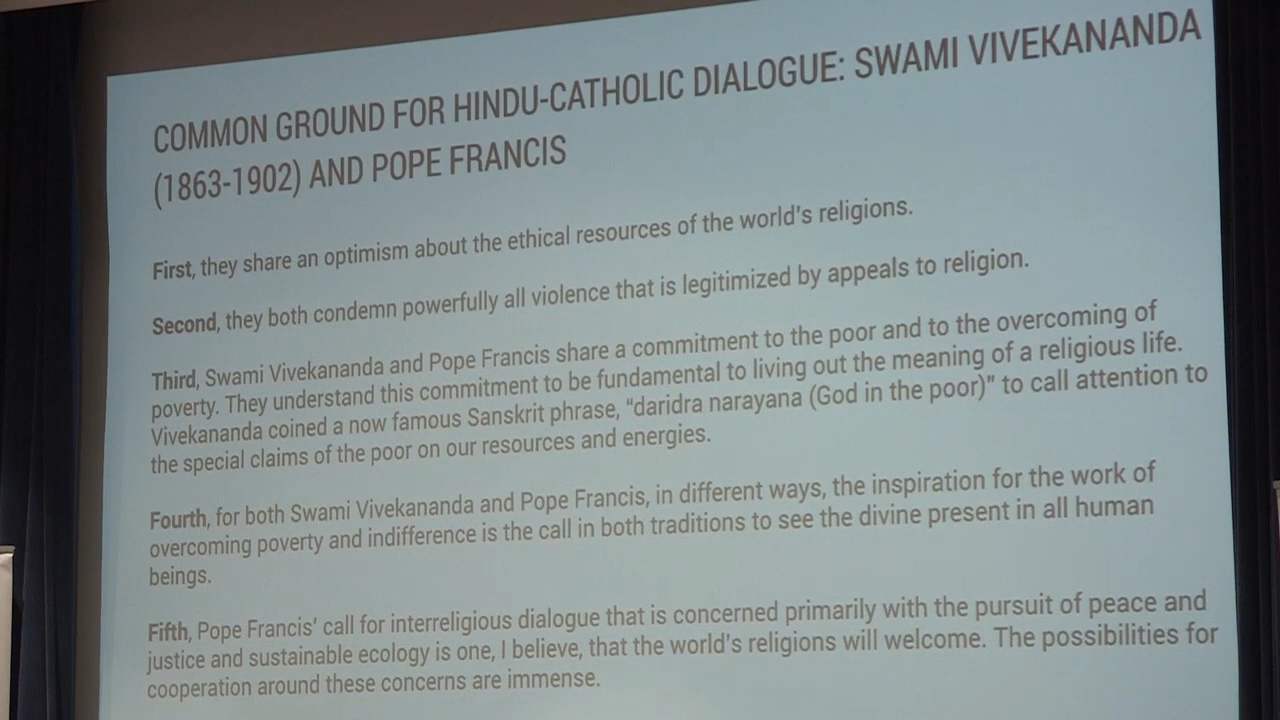 COMMON GROUND FOR HINDU-CATHOLIC DIALOGUE: SWAMI VIVEKANANDA
(1863-1902) AND POPE FRANCIS
First, they share an optimism about the ethical resources of the world's religions.
Second, they both condemn powerfully all violence that is legitimized by appeals to religion.
Third, Swami Vivekananda and Pope Francis share a commitment to the poor and to the overcoming of
poverty. They understand this commitment to be fundamental to living out the meaning of a religious life.
Vivekananda coined a now famous Sanskrit phrase, "daridra narayana (God in the poor)" to call attention to
the special claims of the poor on our resources and energies.
Fourth, for both Swami Vivekananda and Pope Francis, in different ways, the inspiration for the work of
overcoming poverty and indifference is the call in both traditions to see the divine present in all human
beings.
Fifth, Pope Francis' call for interreligious dialogue that is concerned primarily with the pursuit of peace and
justice and sustainable ecology is one, I believe, that the world's religions will welcome. The possibilities for
cooperation around these concerns are immense.